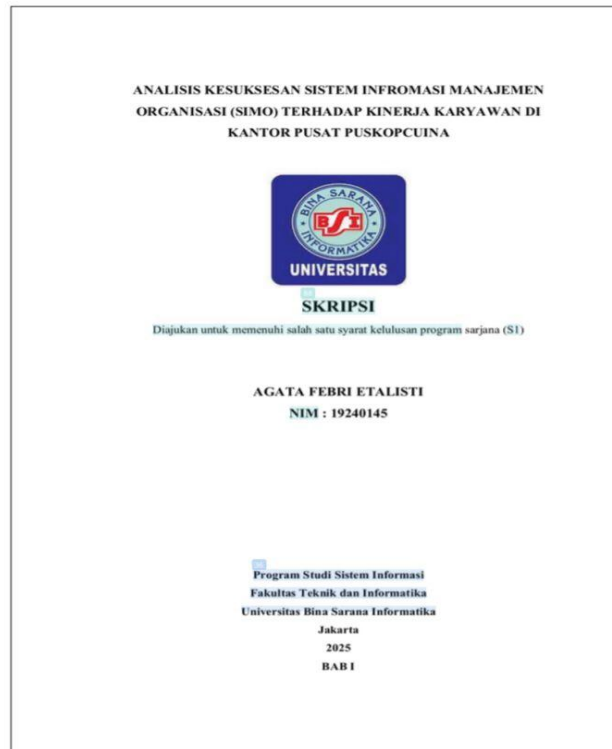 ANALISIS KESUKSESAN SISTEM INFROMASI MANAJEMEN
ORGANISASI (SIMO) TERHADAP KINERJA KARYAWAN DI
KANTOR PUSAT PUSKOPCUINA
BINA SARANA
BSI
INFORMATIKA
UNIVERSITAS
SKRIPSI
Diajukan untuk memenuhi salah satu syarat kelulusan program sarjana (S1)
AGATA FEBRI ETALISTI
NIM : 19240145
Program Studi Sistem Informasi
Fakultas Teknik dan Informatika
Universitas Bina Sarana Informatika
Jakarta
2025
BAB I